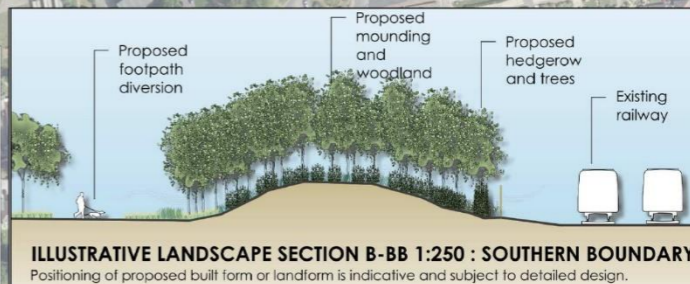 Proposed
mounding
and
woodland
Proposed
footpath
diversion
Proposed
hedgerow
and trees
Existing
railway
ILLUSTRATIVE LANDSCAPE SECTION B-BB 1:250 : SOUTHERN BOUNDARY
Positioning of proposed built form or landform is indicative and subject to detailed design.